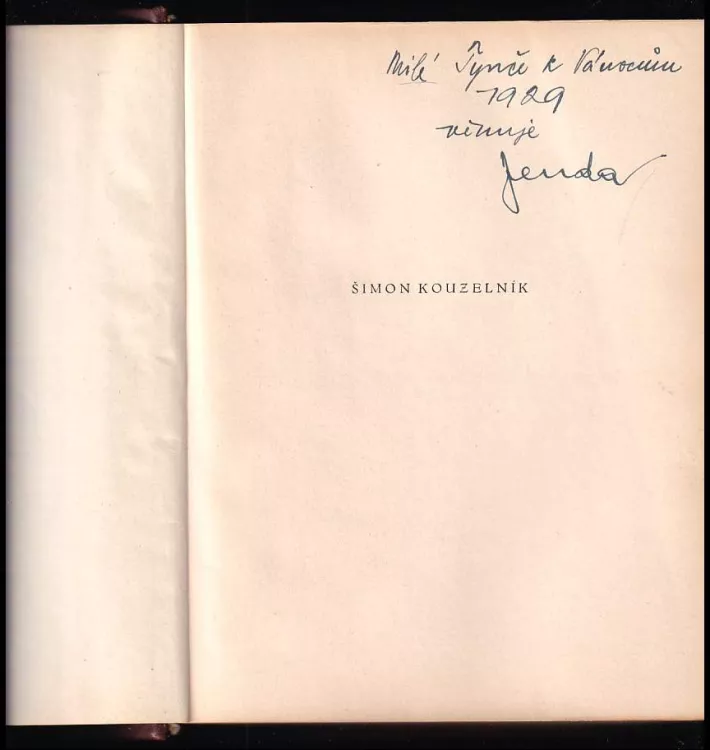 Milé Týnče k Vánocům
1929
věnuje
Jenda
ŠIMON KOUZELNÍK